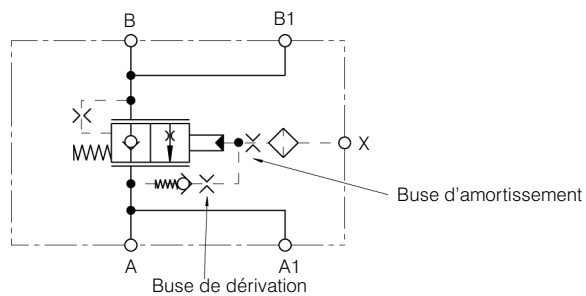 B
B1
X
Buse d'amortissement
A
A1
Buse de dérivation